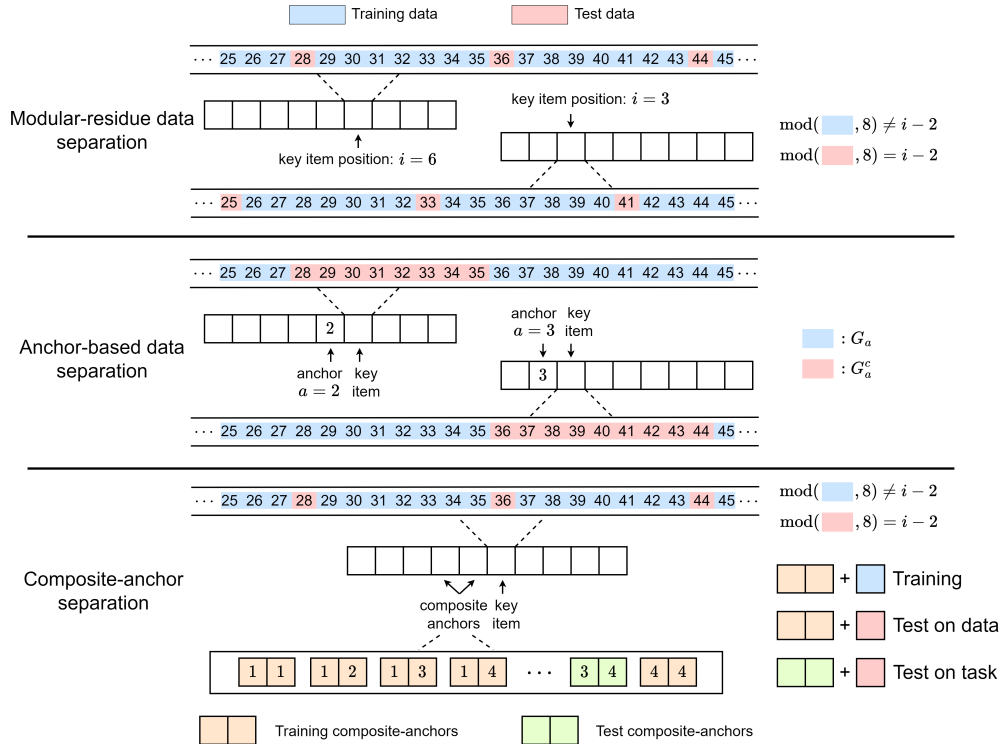 Training data
Test data
··· 25 26 27 28 29 30 31 32 33 34 35 36 37 38 39 40 41 42 43 44 45 ···
Modular-residue data
separation
key item position: i = 6
key item position: i = 3
mod( , 8) ≠ i − 2
mod( , 8) = i − 2
··· 25 26 27 28 29 30 31 32 33 34 35 36 37 38 39 40 41 42 43 44 45 ···
··· 25 26 27 28 29 30 31 32 33 34 35 36 37 38 39 40 41 42 43 44 45 ···
Anchor-based data
separation
2
anchor
a = 2
key
item
anchor
a = 3
key
item
3
: G_a
: G_a^c
··· 25 26 27 28 29 30 31 32 33 34 35 36 37 38 39 40 41 42 43 44 45 ···
··· 25 26 27 28 29 30 31 32 33 34 35 36 37 38 39 40 41 42 43 44 45 ···
mod( , 8) ≠ i − 2
mod( , 8) = i − 2
Composite-anchor
separation
composite
anchors
key
item
+ Training
+ Test on data
+ Test on task
1 1 1 2 1 3 1 4 ··· 3 4 4 4
Training composite-anchors
Test composite-anchors